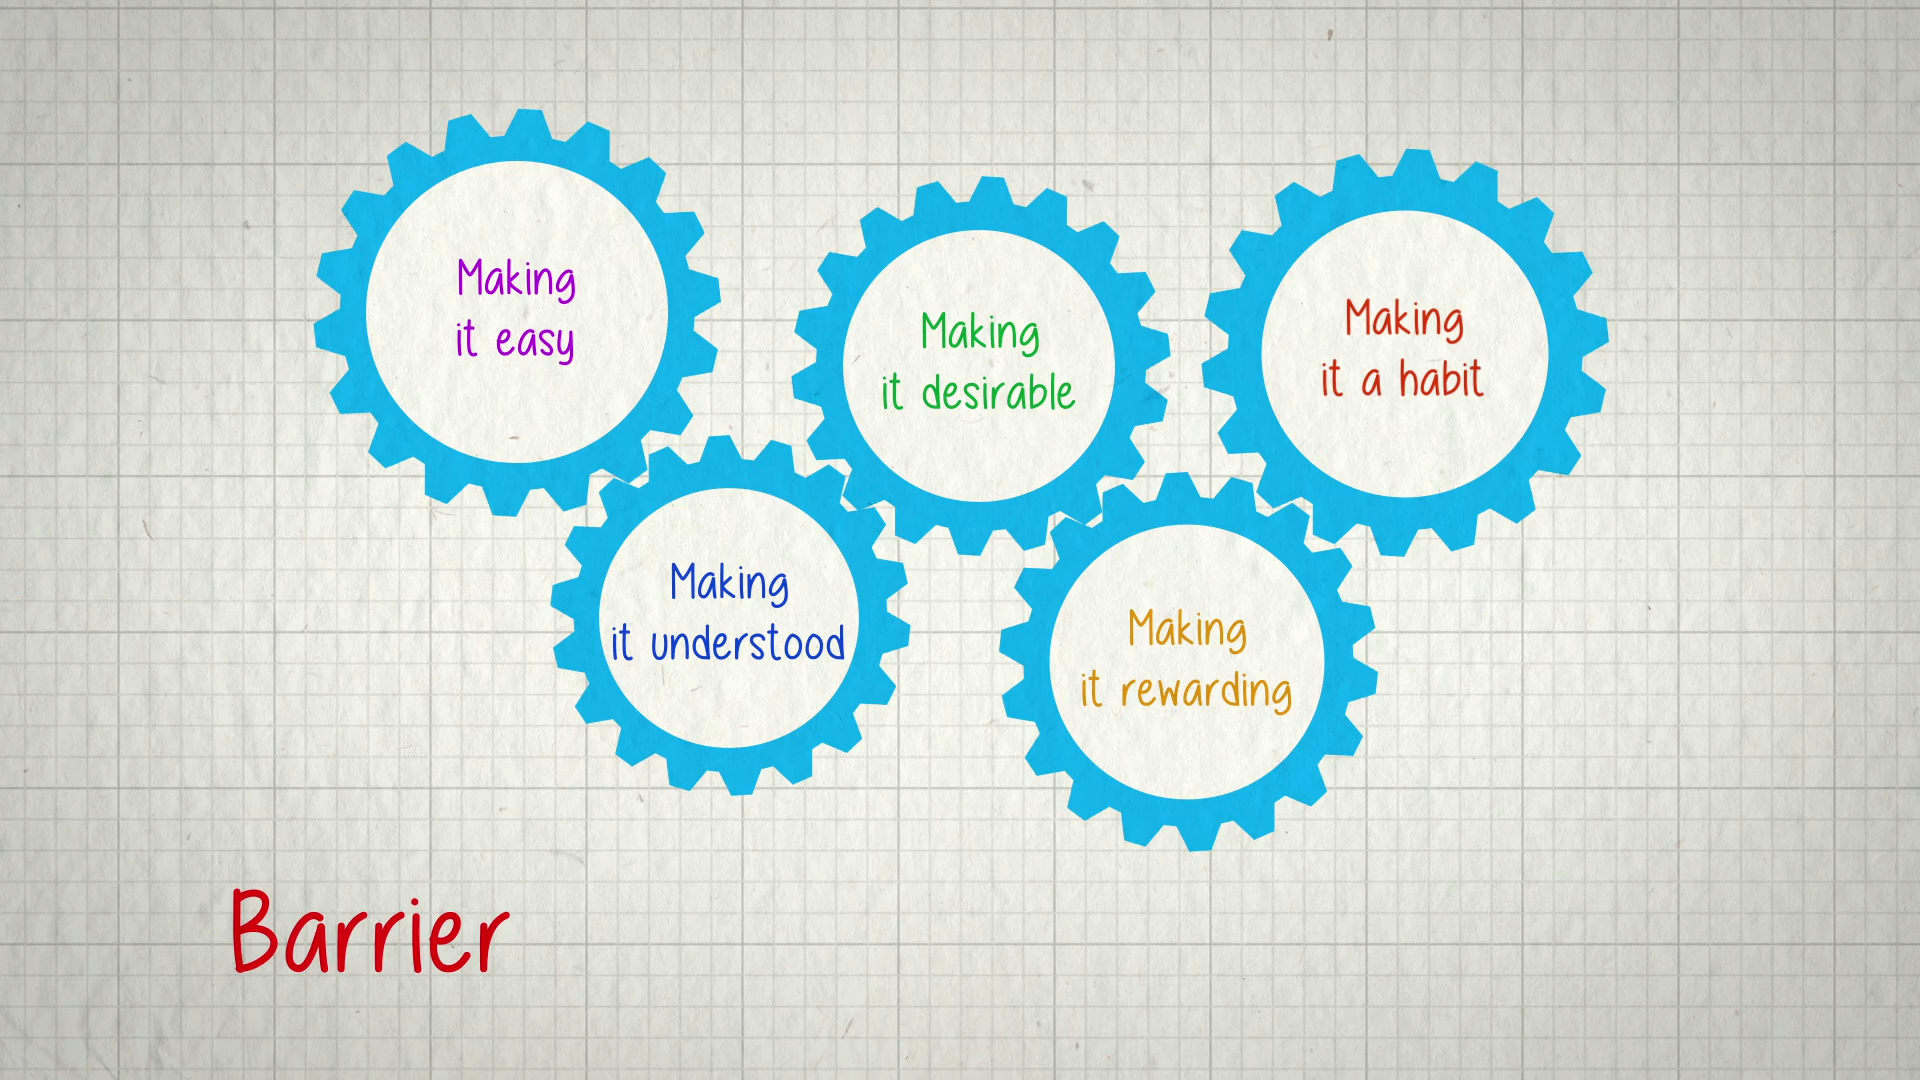 Making
it easy
Making
it understood
Making
it desirable
Making
it rewarding
Making
it a habit
Barrier